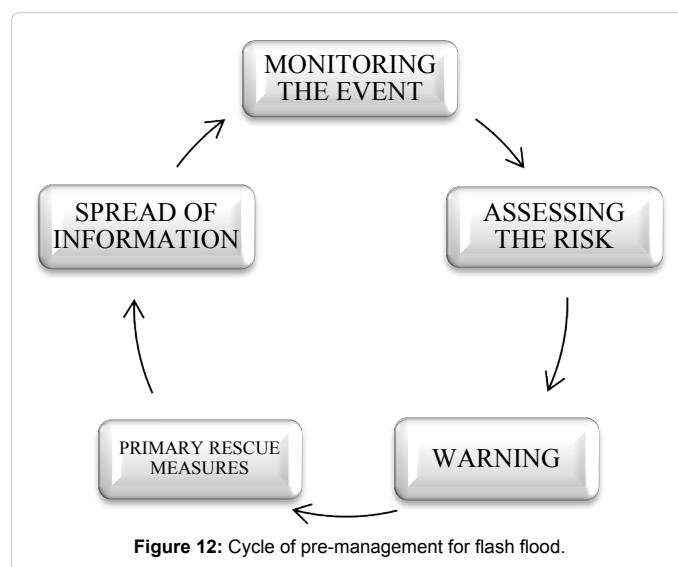 MONITORING
THE EVENT
SPREAD OF
INFORMATION
ASSESSING
THE RISK
PRIMARY RESCUE
MEASURES
WARNING
Figure 12: Cycle of pre-management for flash flood.